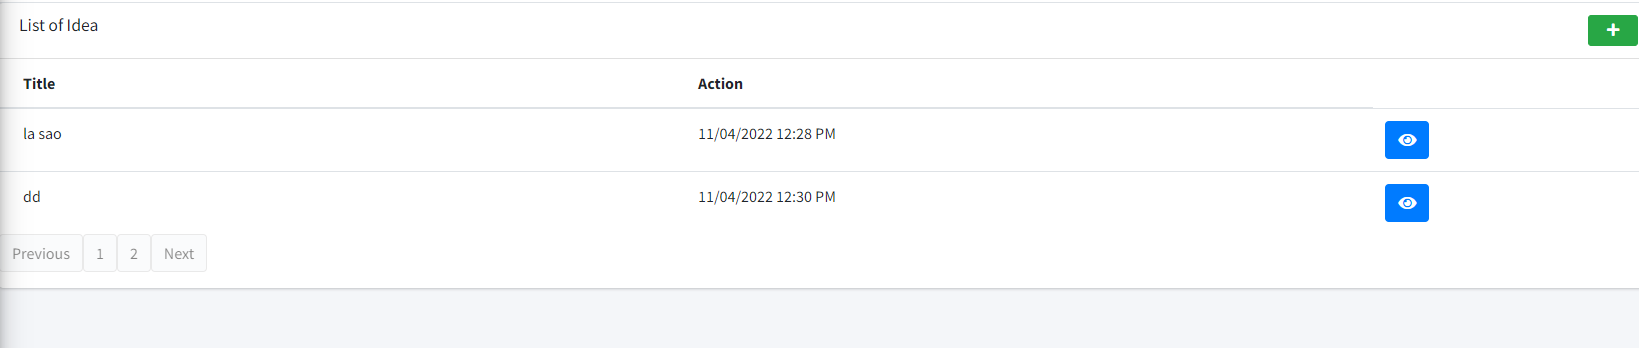 List of Idea
Title Action
la sao 11/04/2022 12:28 PM
dd 11/04/2022 12:30 PM
Previous 1 2 Next